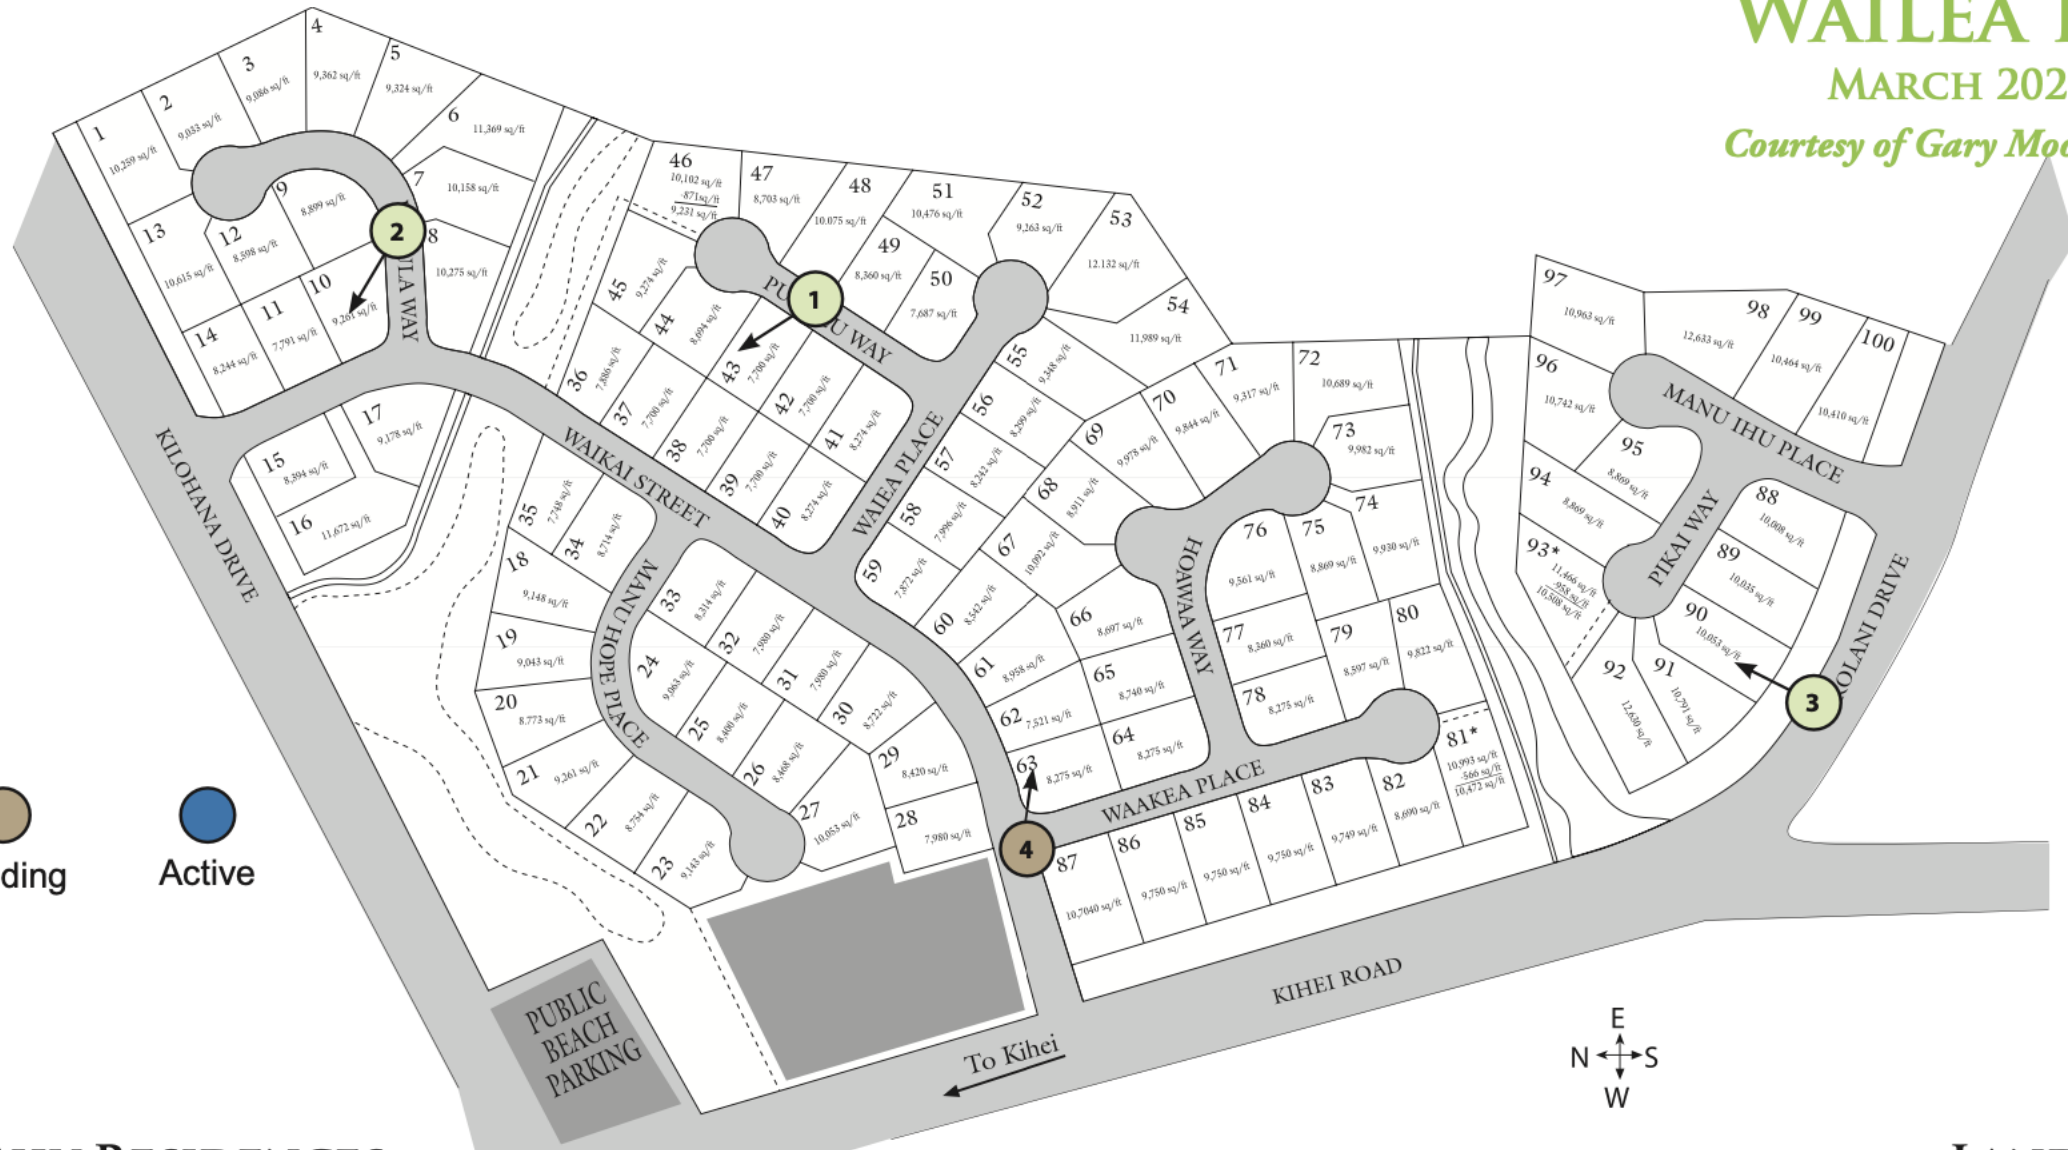 WAILEA
MARCH 202
Courtesy of Gary Moo
1
10,259 sq/ft
2
9,033 sq/ft
3
9,086 sq/ft
4
9,362 sq/ft
5
9,324 sq/ft
6
11,369 sq/ft
7
10,158 sq/ft
8
10,275 sq/ft
9
8,899 sq/ft
10
9,261 sq/ft
11
7,791 sq/ft
12
8,598 sq/ft
13
10,615 sq/ft
14
8,244 sq/ft
2
ULA WAY
15
8,394 sq/ft
16
11,672 sq/ft
17
9,178 sq/ft
KILOHANA DRIVE
WAIKAI STREET
46
10,102 sq/ft
-871sq/ft
9,231 sq/ft
47
8,703 sq/ft
48
10.075 sq/ft
49
8,360 sq/ft
50
7,687 sq/ft
51
10,476 sq/ft
52
9,263 sq/ft
53
12.132 sq/ft
54
11,989 sq/ft
1
PU
U WAY
45
9,274 sq/ft
44
8,694 sq/ft
43
7,700 sq/ft
42
7,700 sq/ft
41
8,274 sq/ft
36
7,886 sq/ft
37
7,700 sq/ft
38
7,700 sq/ft
39
7,700 sq/ft
40
8,274 sq/ft
WAIEA PLACE
55
9,348 sq/ft
56
8,299 sq/ft
57
8,242 sq/ft
58
7,996 sq/ft
59
7,872 sq/ft
60
8,542 sq/ft
61
8,958 sq/ft
62
7,521 sq/ft
63
8,275 sq/ft
64
8,275 sq/ft
65
8,740 sq/ft
66
8,697 sq/ft
67
10,092 sq/ft
68
8,911 sq/ft
69
9,978 sq/ft
70
9,844 sq/ft
71
9,317 sq/ft
72
10,689 sq/ft
73
9,982 sq/ft
74
9,930 sq/ft
75
8,869 sq/ft
76
9,561 sq/ft
77
8,360 sq/ft
78
8,275 sq/ft
79
8,597 sq/ft
80
9,822 sq/ft
81*
10,993 sq/ft
-566 sq/ft
10,472 sq/ft
82
8,690 sq/ft
83
9,749 sq/ft
84
9,750 sq/ft
85
9,750 sq/ft
86
9,750 sq/ft
87
10,7040 sq/ft
HOAWAA WAY
WAAKEA PLACE
4
35
7,748 sq/ft
34
8,714 sq/ft
18
9,148 sq/ft
19
9,043 sq/ft
20
8.773 sq/ft
21
9,261 sq/ft
22
8,754 sq/ft
23
9,143 sq/ft
MANU HOPE PLACE
33
8,314 sq/ft
32
7,980 sq/ft
31
7,980 sq/ft
30
8,722 sq/ft
29
8,420 sq/ft
28
7,980 sq/ft
24
9,063 sq/ft
25
8,400 sq/ft
26
8,468 sq/ft
27
10,053 sq/ft
97
10,963 sq/ft
98
12,633 sq/ft
99
10,464 sq/ft
100
10,410 sq/ft
96
10,742 sq/ft
95
8,869 sq/ft
94
8,869 sq/ft
93*
11,466 sq/ft
-958 sq/ft
10,508 sq/ft
92
12,630 sq/ft
91
10,791 sq/ft
90
10,053 sq/ft
89
10,035 sq/ft
88
10,008 sq/ft
MANU IHU PLACE
PIKAI WAY
OLANI DRIVE
3
ding
Active
PUBLIC
BEACH
PARKING
KIHEI ROAD
To Kihei
E
N S
W
RESIDENCES